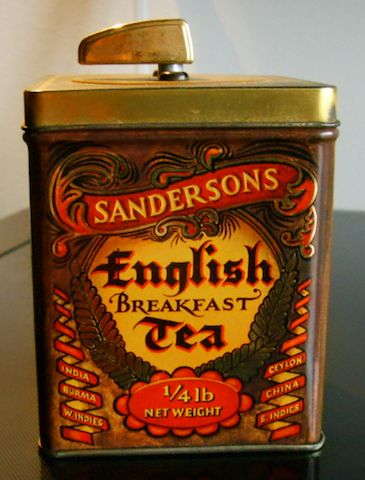 SANDERSONS
English
BREAKFAST
Tea
INDIA
BURMA
W.INDIES
1/4 lb
NET WEIGHT
CEYLON
CHINA
E.INDIES